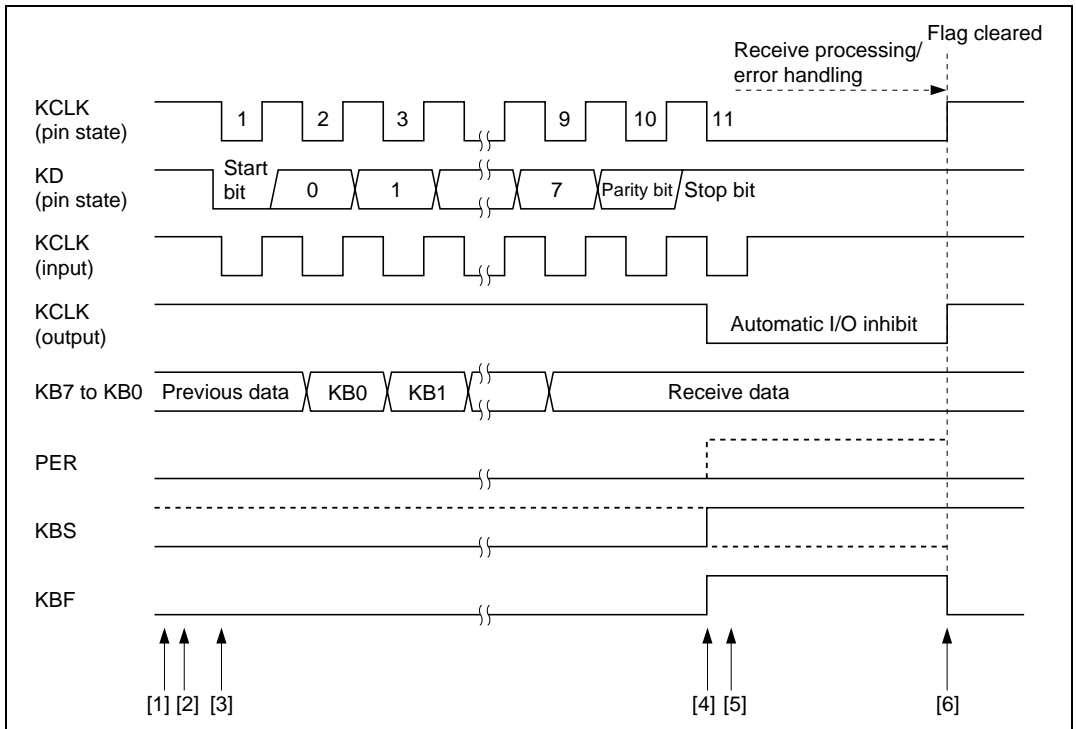 Flag cleared
Receive processing/
error handling
KCLK
(pin state)
1 2 3 9 10 11
KD
(pin state)
Start
bit
0 1 7 Parity bit Stop bit
KCLK
(input)
KCLK
(output)
Automatic I/O inhibit
KB7 to KB0 Previous data KB0 KB1 Receive data
PER
KBS
KBF
[1] [2] [3] [4] [5] [6]